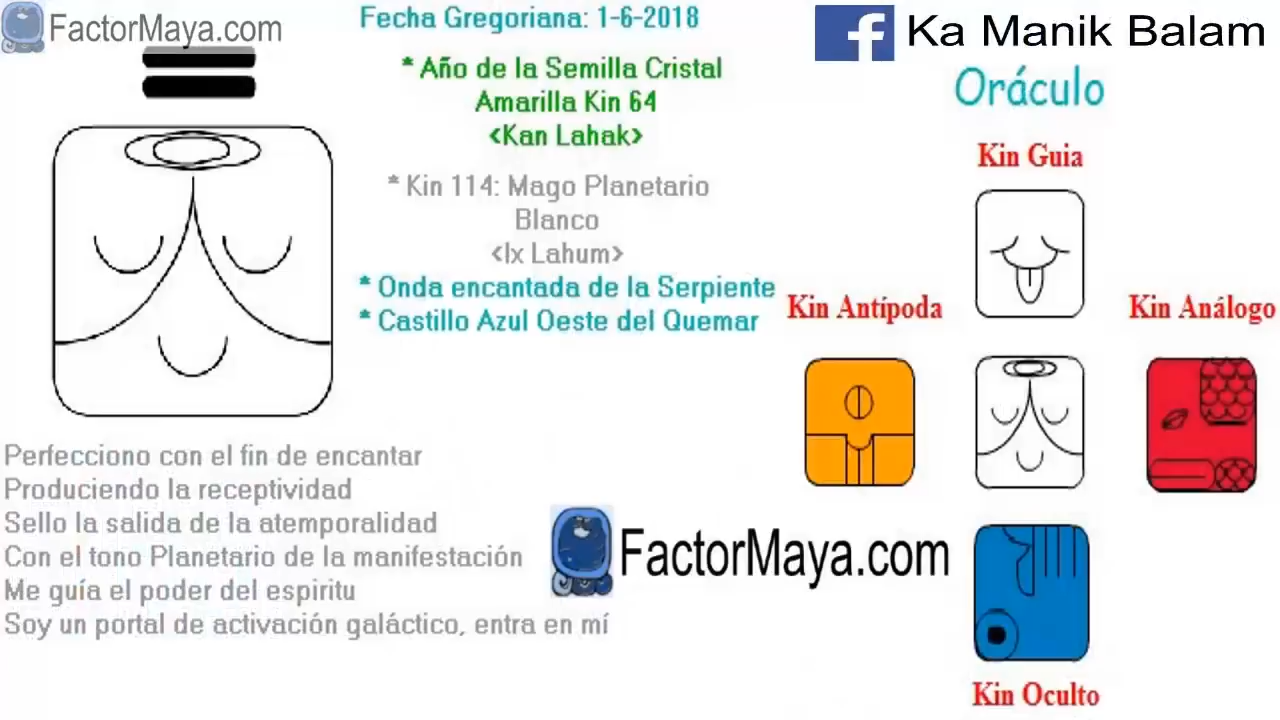 FactorMaya.com
Fecha Gregoriana: 1-6-2018
Ka Manik Balam
* Año de la Semilla Cristal
Amarilla Kin 64
<Kan Lahak>
* Kin 114: Mago Planetario
Blanco
<Ix Lahum>
* Onda encantada de la Serpiente
* Castillo Azul Oeste del Quemar
Oráculo
Kin Guia
Kin Antípoda
Kin Análogo
Kin Oculto
Perfecciono con el fin de encantar
Produciendo la receptividad
Sello la salida de la atemporalidad
Con el tono Planetario de la manifestación
Me guía el poder del espiritu
Soy un portal de activación galáctico, entra en mí
FactorMaya.com